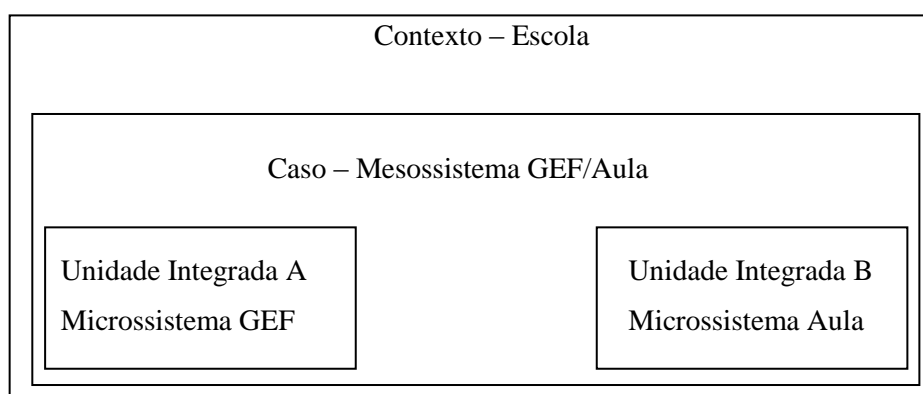 Contexto – Escola
Caso – Mesossistema GEF/Aula
Unidade Integrada A
Microssistema GEF
Unidade Integrada B
Microssistema Aula